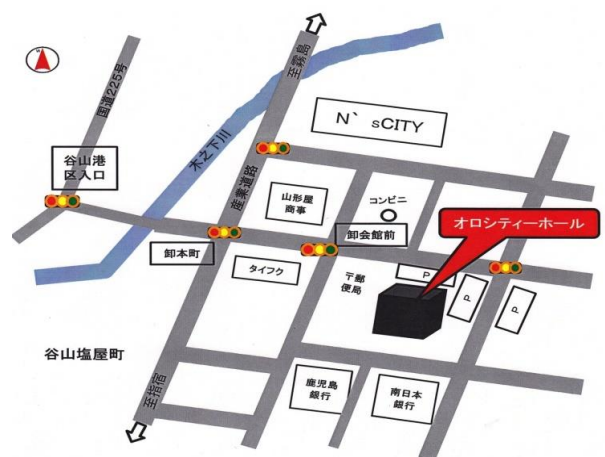 至霧島
国道225号
木之下川
N`sCITY
谷山港
区入口
産業道路
山形屋
商事
コンビニ
オロシティーホール
卸本町
卸会館前
タイフク
〒郵
便局
P
P
P
谷山塩屋町
至指宿
鹿児島
銀行
南日本
銀行